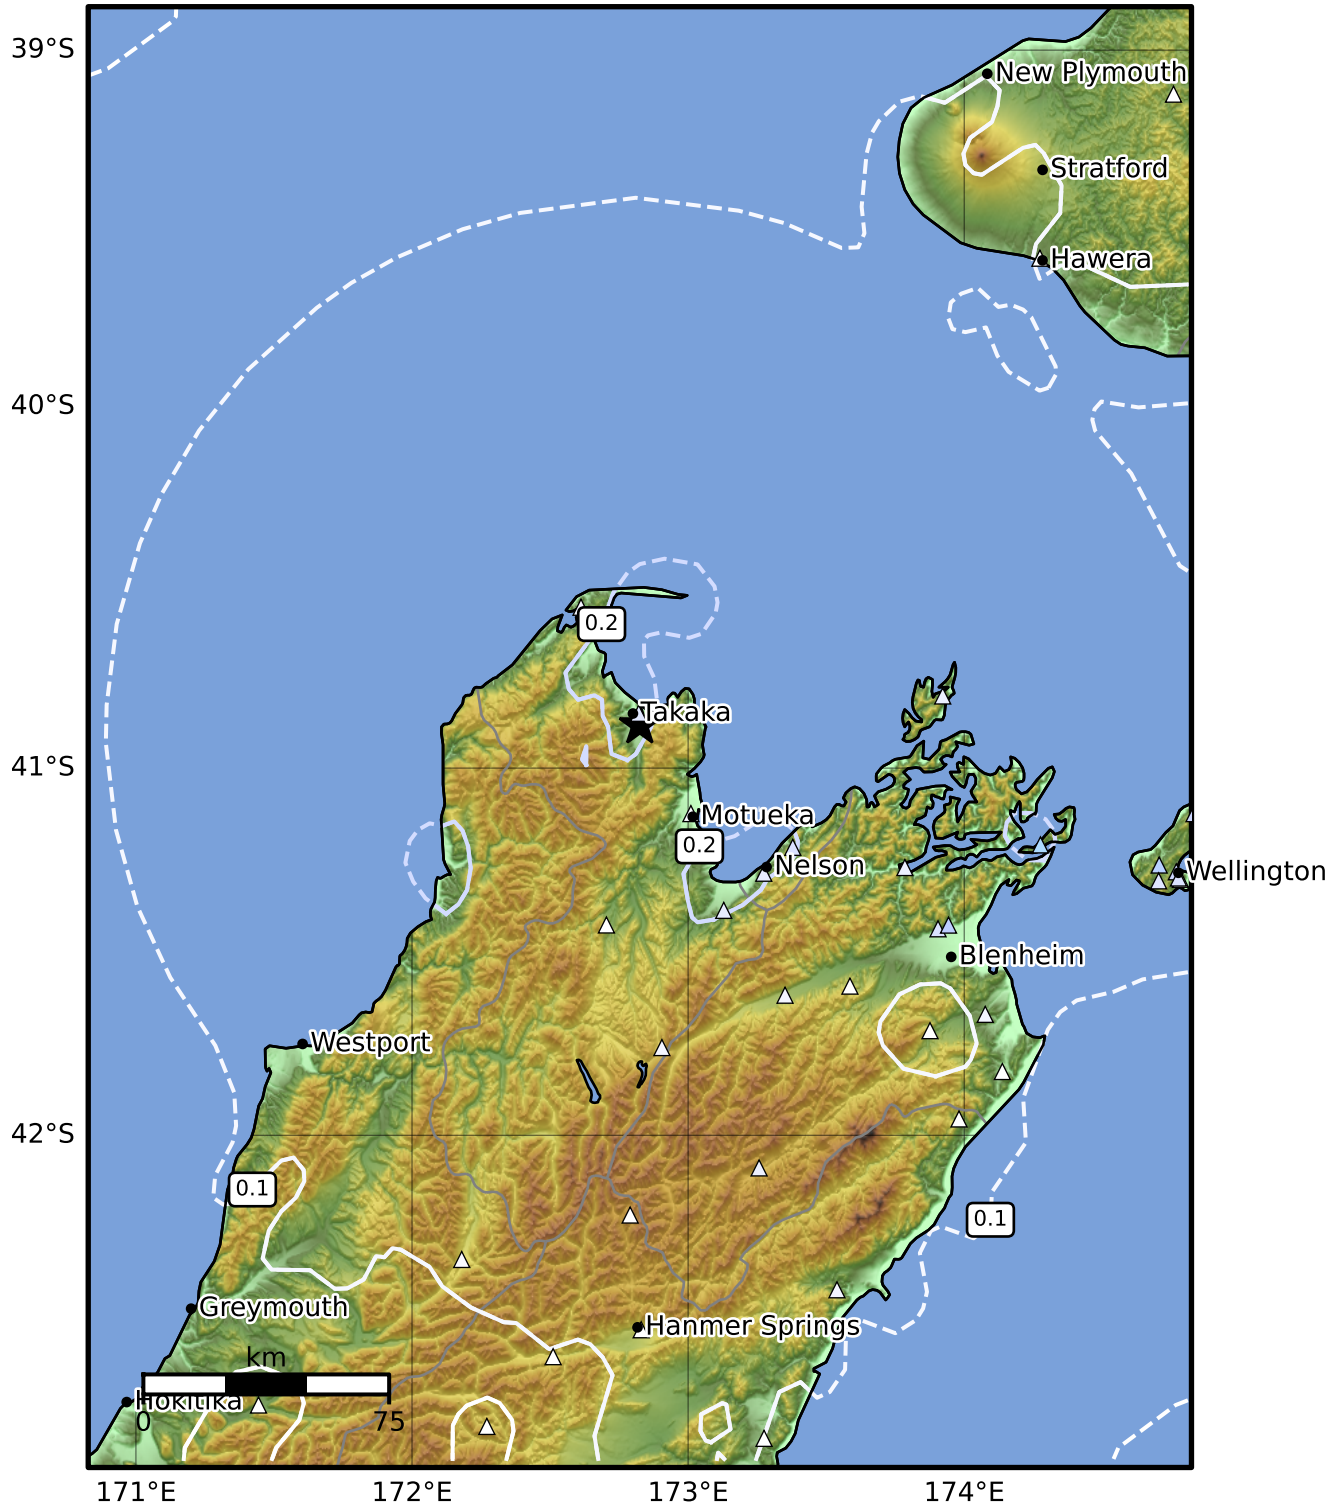 39°S
New Plymouth
Stratford
Hawera
40°S
0.2
Takaka
41°S
Motueka
0.2
Nelson
Wellington
Blenheim
Westport
42°S
0.1
0.1
Greymouth
Hanmer Springs
km
Hokitika
0 75
171°E 172°E 173°E 174°E